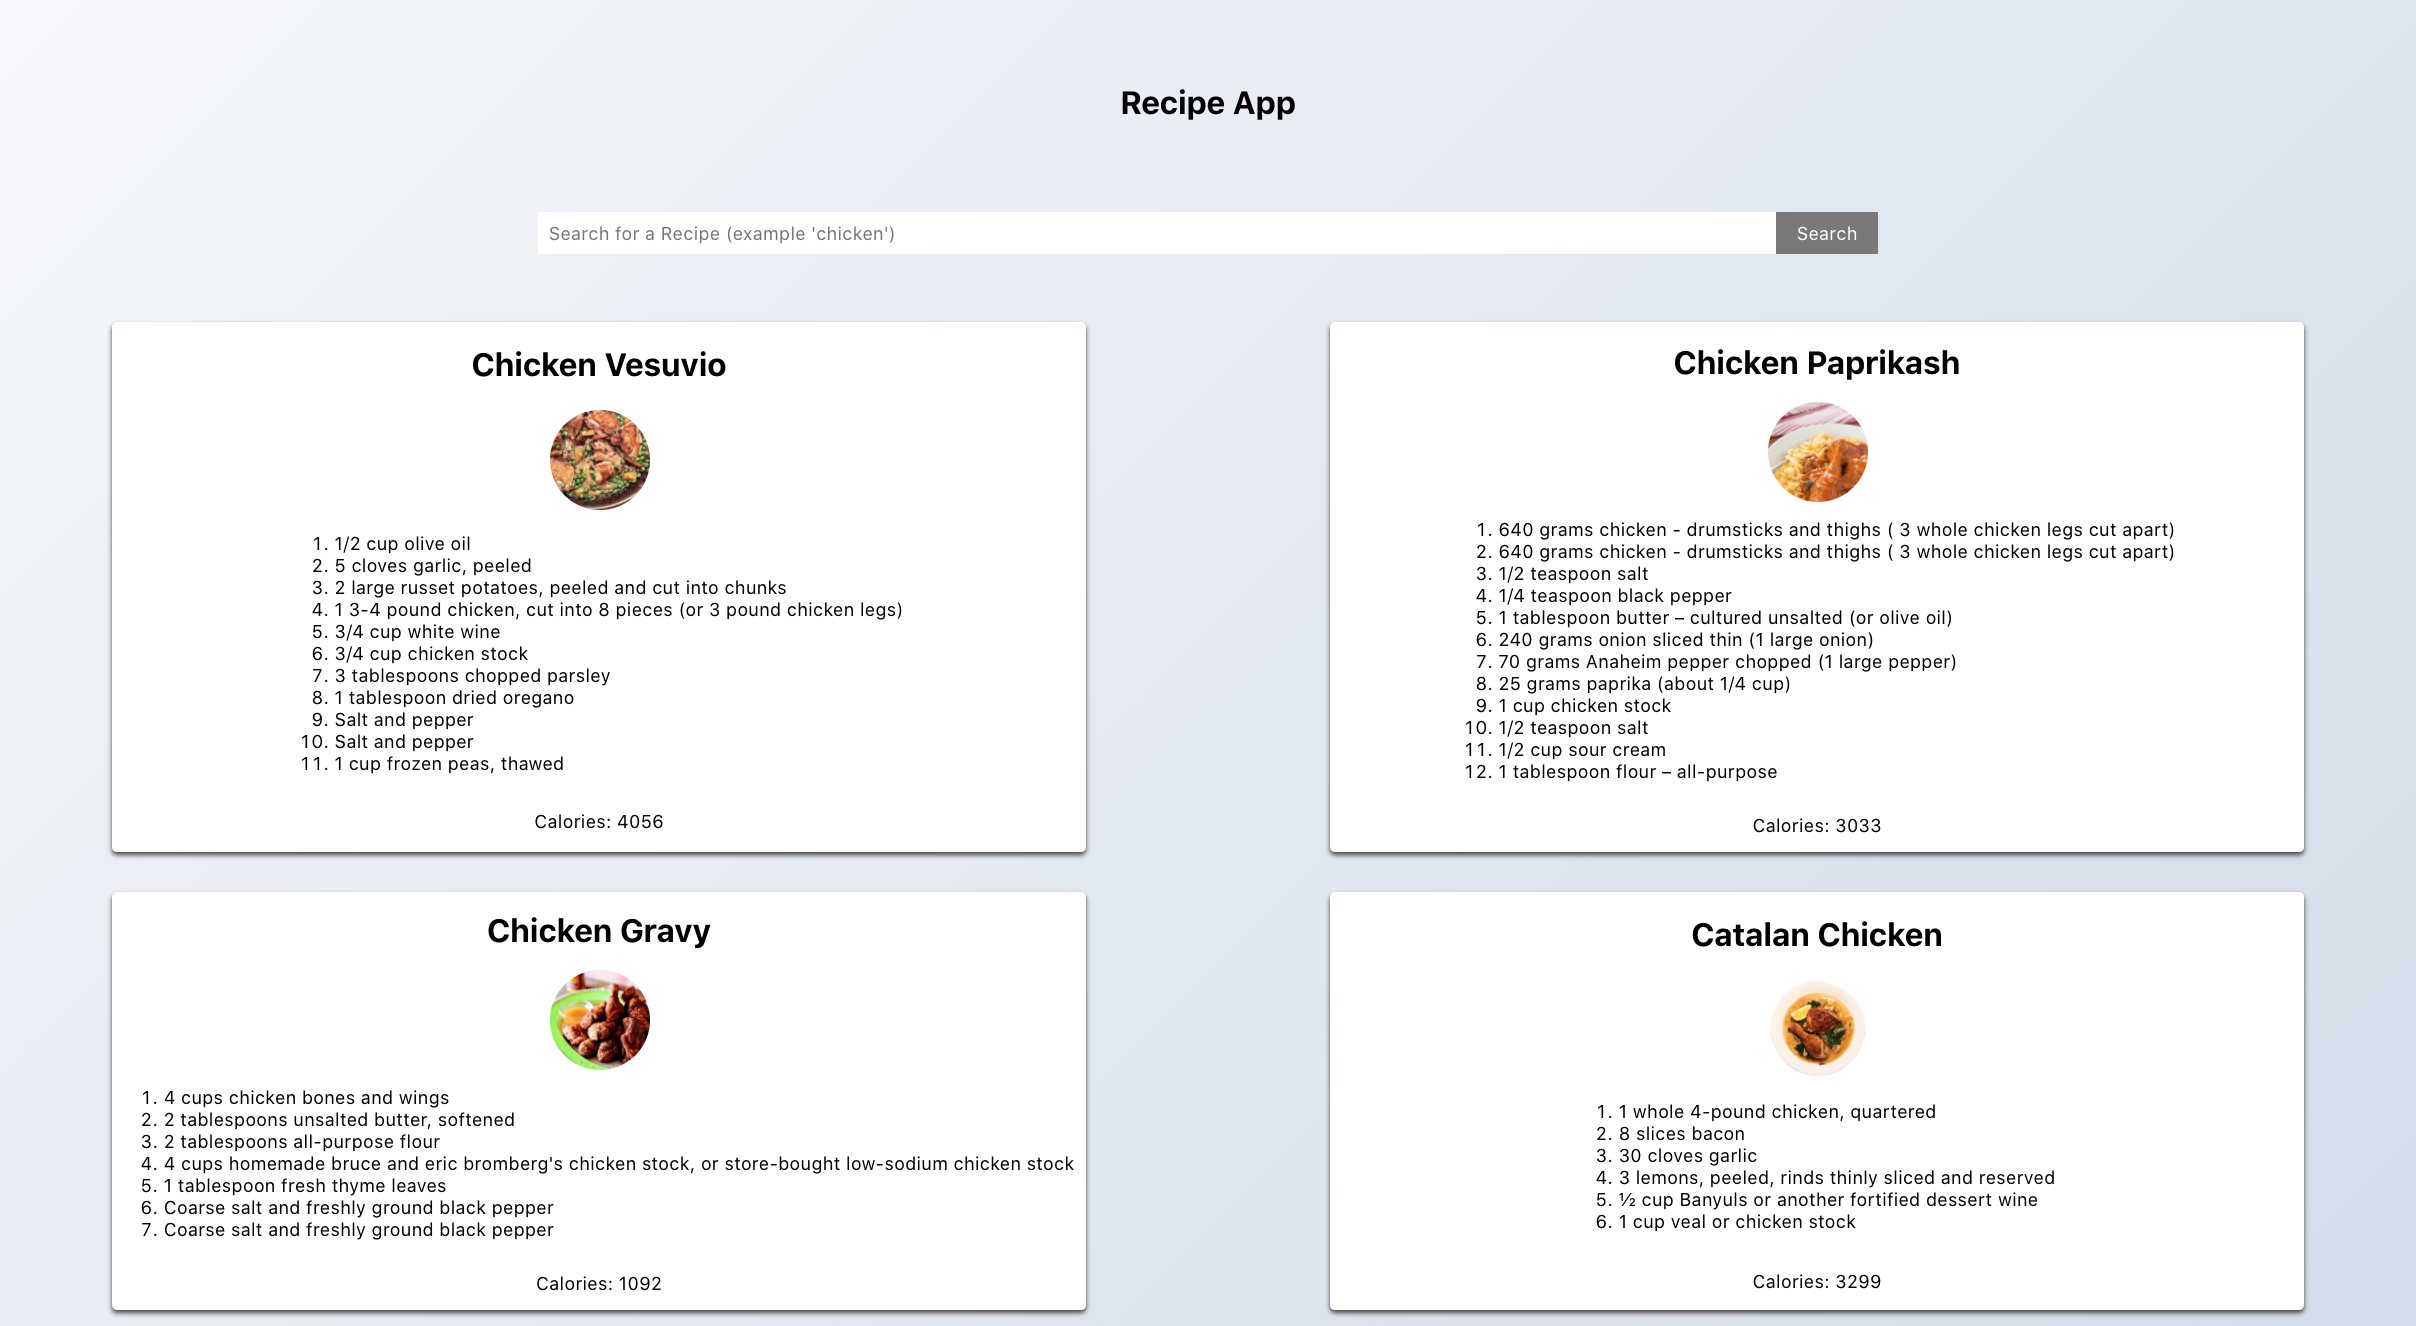 Recipe App
Search for a Recipe (example 'chicken')
Search
Chicken Vesuvio
1. 1/2 cup olive oil
2. 5 cloves garlic, peeled
3. 2 large russet potatoes, peeled and cut into chunks
4. 1 3-4 pound chicken, cut into 8 pieces (or 3 pound chicken legs)
5. 3/4 cup white wine
6. 3/4 cup chicken stock
7. 3 tablespoons chopped parsley
8. 1 tablespoon dried oregano
9. Salt and pepper
10. Salt and pepper
11. 1 cup frozen peas, thawed
Calories: 4056
Chicken Paprikash
1. 640 grams chicken - drumsticks and thighs ( 3 whole chicken legs cut apart)
2. 640 grams chicken - drumsticks and thighs ( 3 whole chicken legs cut apart)
3. 1/2 teaspoon salt
4. 1/4 teaspoon black pepper
5. 1 tablespoon butter – cultured unsalted (or olive oil)
6. 240 grams onion sliced thin (1 large onion)
7. 70 grams Anaheim pepper chopped (1 large pepper)
8. 25 grams paprika (about 1/4 cup)
9. 1 cup chicken stock
10. 1/2 teaspoon salt
11. 1/2 cup sour cream
12. 1 tablespoon flour – all-purpose
Calories: 3033
Chicken Gravy
1. 4 cups chicken bones and wings
2. 2 tablespoons unsalted butter, softened
3. 2 tablespoons all-purpose flour
4. 4 cups homemade bruce and eric bromberg's chicken stock, or store-bought low-sodium chicken stock
5. 1 tablespoon fresh thyme leaves
6. Coarse salt and freshly ground black pepper
7. Coarse salt and freshly ground black pepper
Calories: 1092
Catalan Chicken
1. 1 whole 4-pound chicken, quartered
2. 8 slices bacon
3. 30 cloves garlic
4. 3 lemons, peeled, rinds thinly sliced and reserved
5. ½ cup Banyuls or another fortified dessert wine
6. 1 cup veal or chicken stock
Calories: 3299